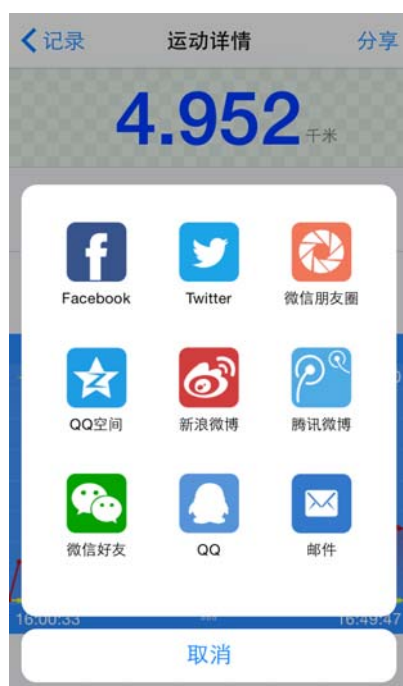 记录 运动详情 分享
4.952 千米
Facebook Twitter 微信朋友圈
QQ空间 新浪微博 腾讯微博
微信好友 QQ 邮件
16:00:33 16:49:47
取消